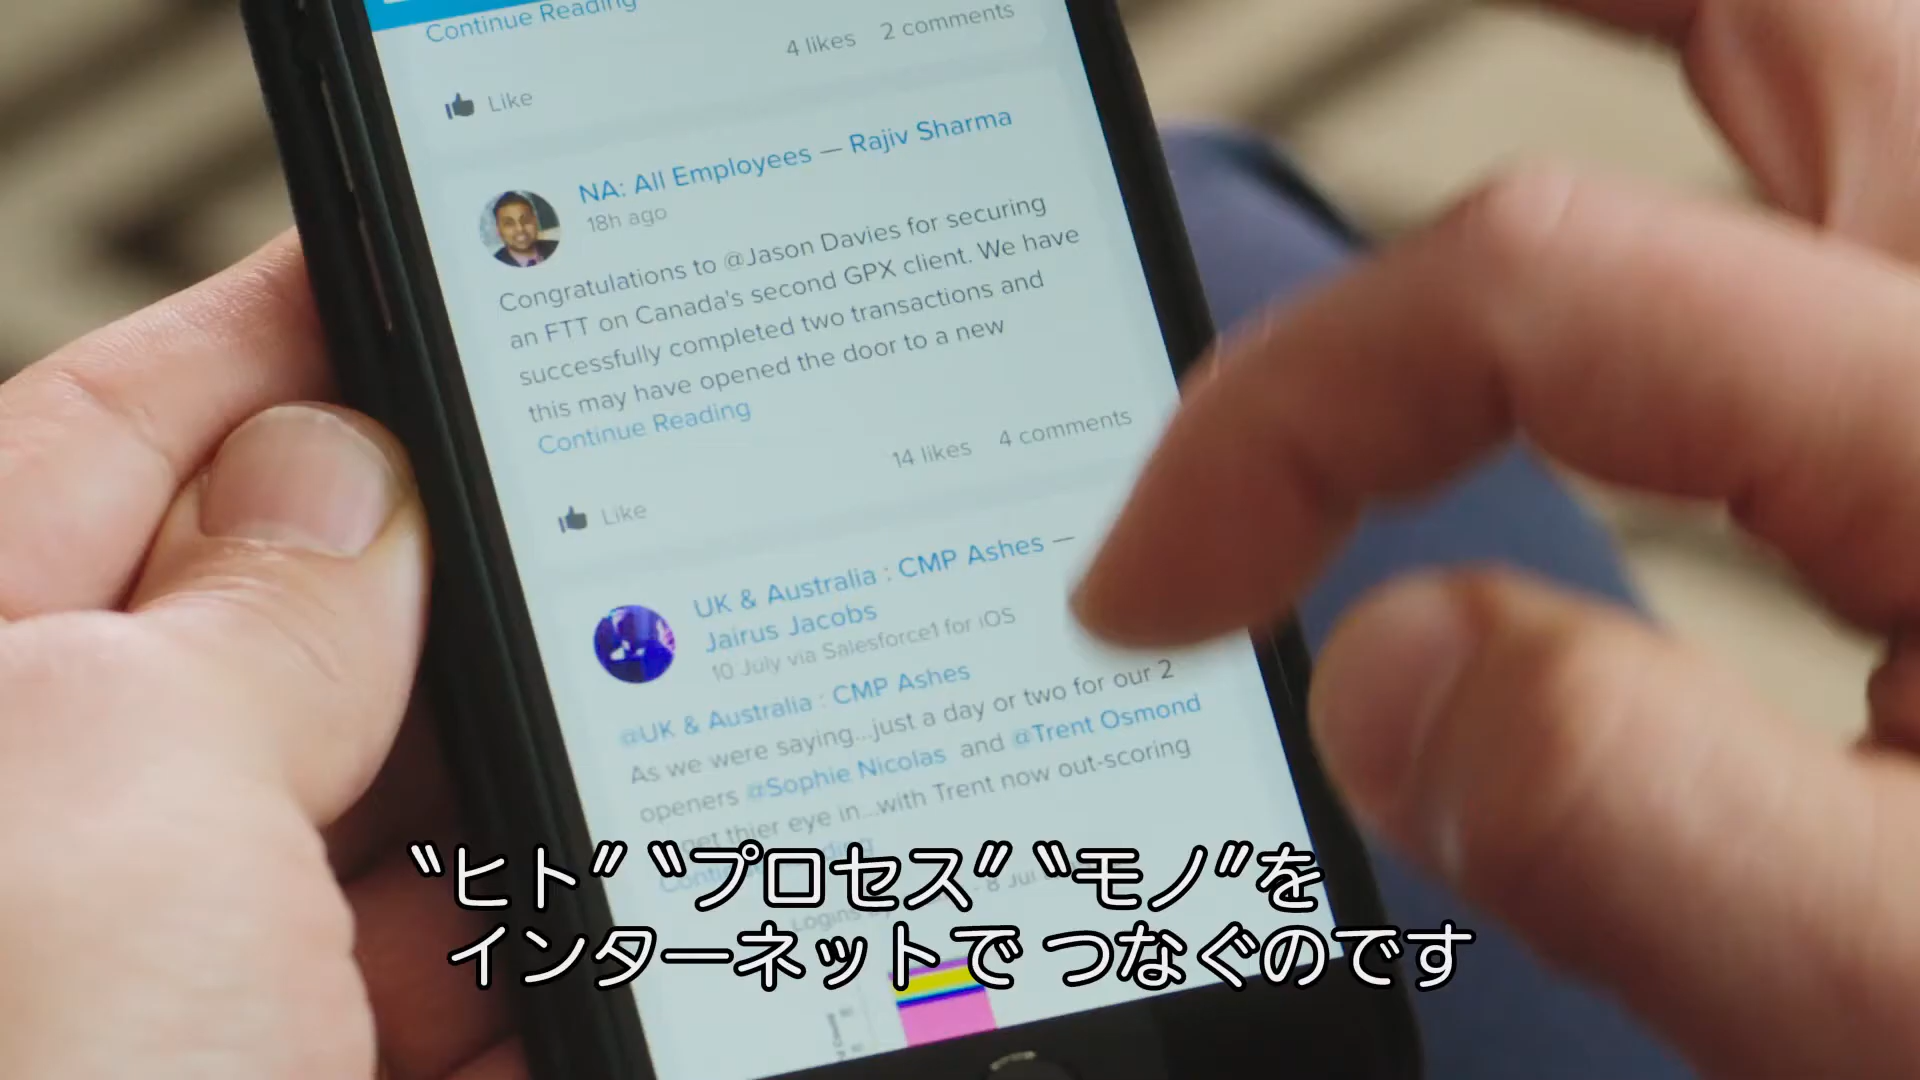 Continue Reading
4 likes 2 comments
Like
NA: All Employees — Rajiv Sharma
18h ago
Congratulations to @Jason Davies for securing
an FTT on Canada's second GPX client. We have
successfully completed two transactions and
this may have opened the door to a new
Continue Reading
14 likes 4 comments
Like
UK & Australia : CMP Ashes —
Jairus Jacobs
10 July via Salesforce1 for iOS
@UK & Australia : CMP Ashes
As we were saying...just a day or two for our 2
openers @Sophie Nicolas and @Trent Osmond
get thier eye in...with Trent now out-scoring
Logins
- 8 Jul
〝ヒト〞〝プロセス〞〝モノ〞を
インターネットで つなぐのです